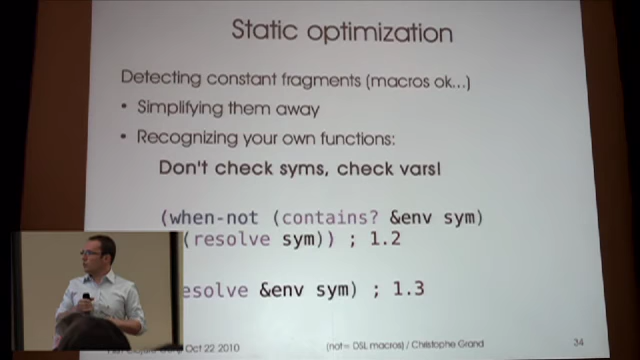 Static optimization
Detecting constant fragments (macros ok...)
• Simplifying them away
• Recognizing your own functions:
Don't check syms, check vars!
(when-not (contains? &env sym)
(resolve sym)) ; 1.2
esolve &env sym) ; 1.3
Oct 22 2010
(not= DSL macros) / Christophe Grand
34